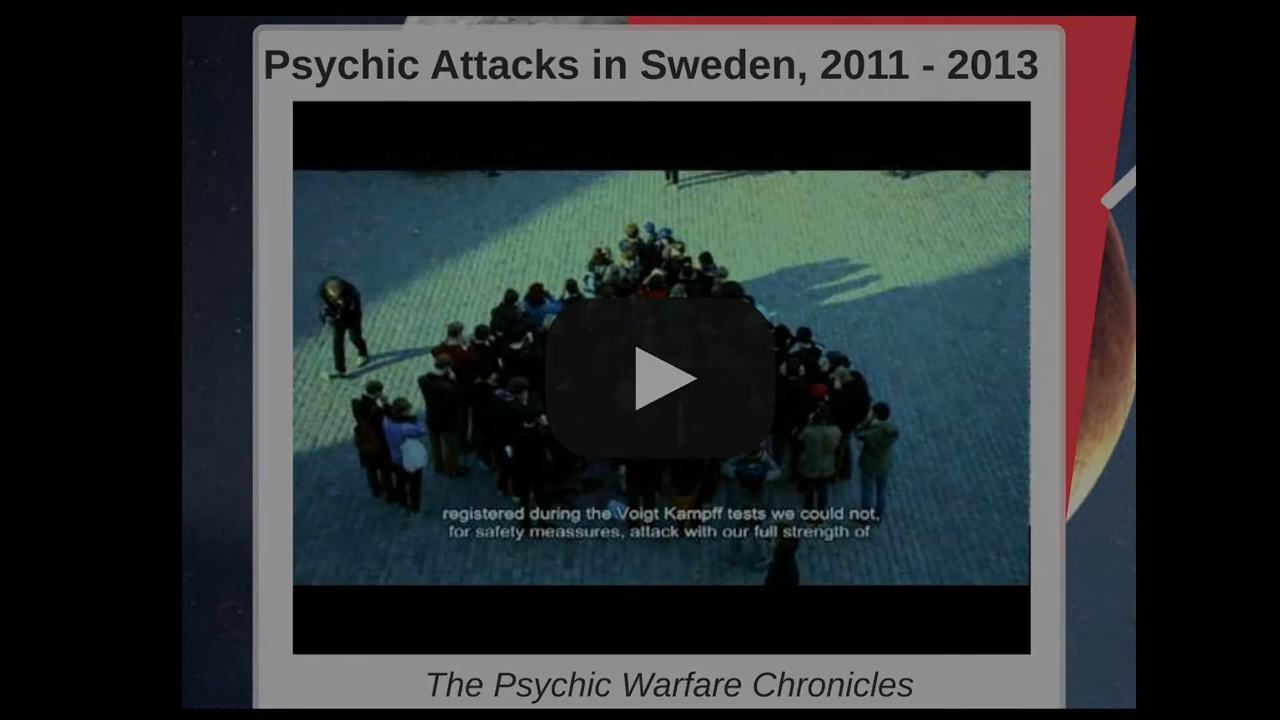 Psychic Attacks in Sweden, 2011 - 2013
registered during the Voigt Kampff tests we could not,
for safety meassures, attack with our full strength of
The Psychic Warfare Chronicles